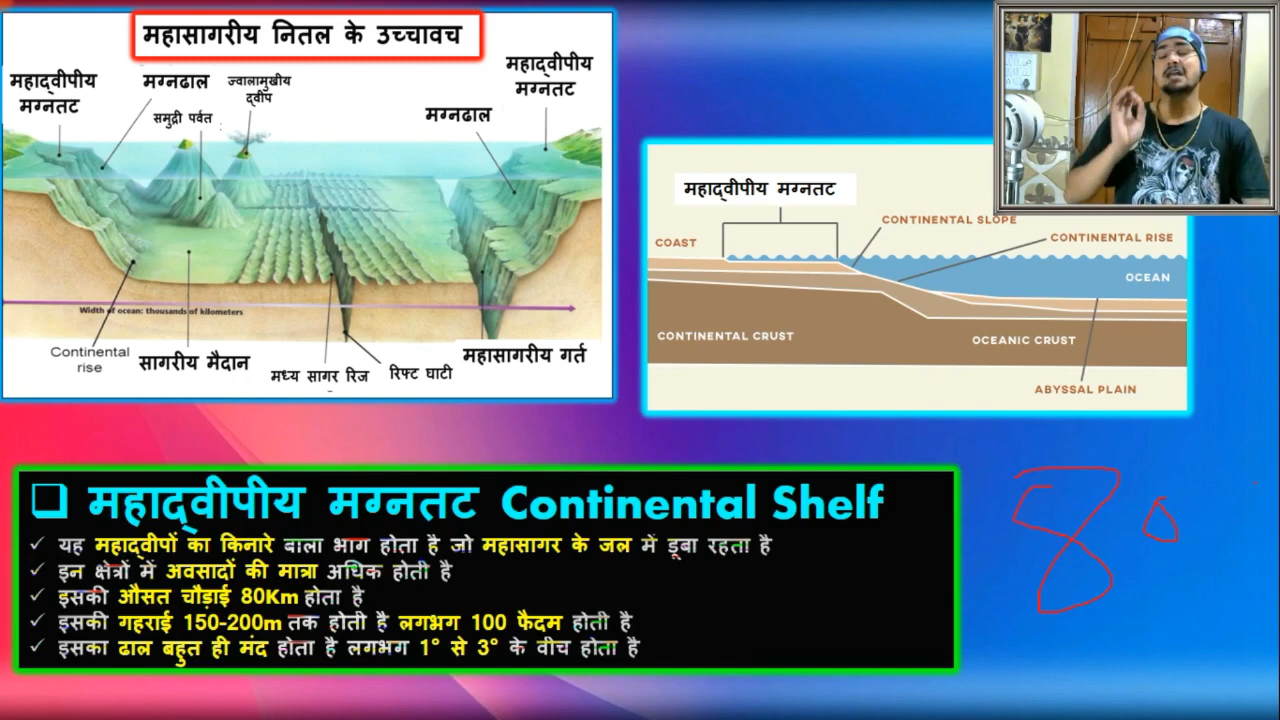 महासागरीय नितल के उच्चावच
महाद्वीपीय
मग्नतट
मग्नढाल
ज्वालामुखीय
द्वीप
समुद्री पर्वत
मग्नढाल
महाद्वीपीय
मग्नतट
Width of ocean: thousands of kilometers
Continental
rise
सागरीय मैदान
मध्य सागर रिज
रिफ्ट घाटी
महासागरीय गर्त
महाद्वीपीय मग्नतट
COAST
CONTINENTAL SLOPE
CONTINENTAL RISE
OCEAN
CONTINENTAL CRUST
OCEANIC CRUST
ABYSSAL PLAIN
8°
❑ महाद्वीपीय मग्नतट Continental Shelf
✓ यह महाद्वीपों का किनारे बाला भाग होता है जो महासागर के जल में डूबा रहता है
✓ इन क्षेत्रों में अवसादों की मात्रा अधिक होती है
✓ इसकी औसत चौड़ाई 80Km होता है
✓ इसकी गहराई 150-200m तक होती है लगभग 100 फैदम होती है
✓ इसका ढाल बहुत ही मंद होता है लगभग 1° से 3° के वीच होता है